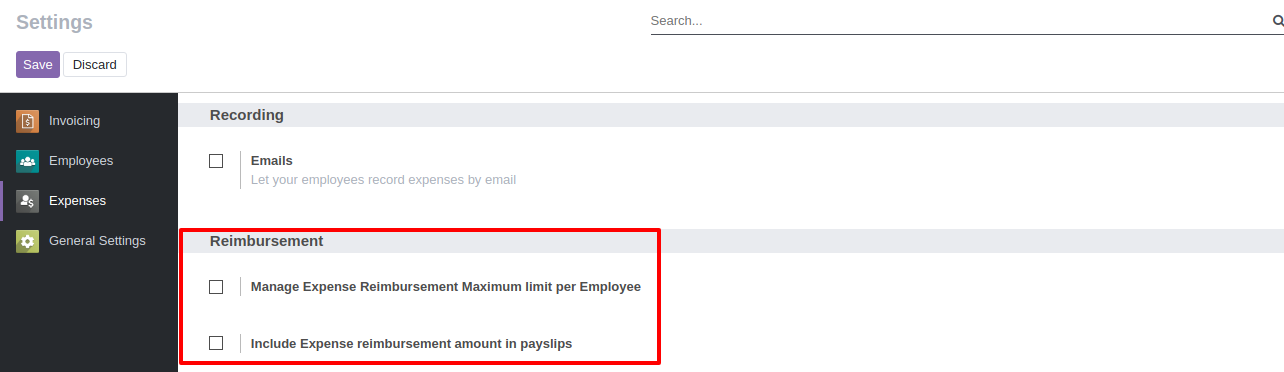 Settings
Search...
Save
Discard
Invoicing
Employees
Expenses
General Settings
Recording
Emails
Let your employees record expenses by email
Reimbursement
Manage Expense Reimbursement Maximum limit per Employee
Include Expense reimbursement amount in payslips